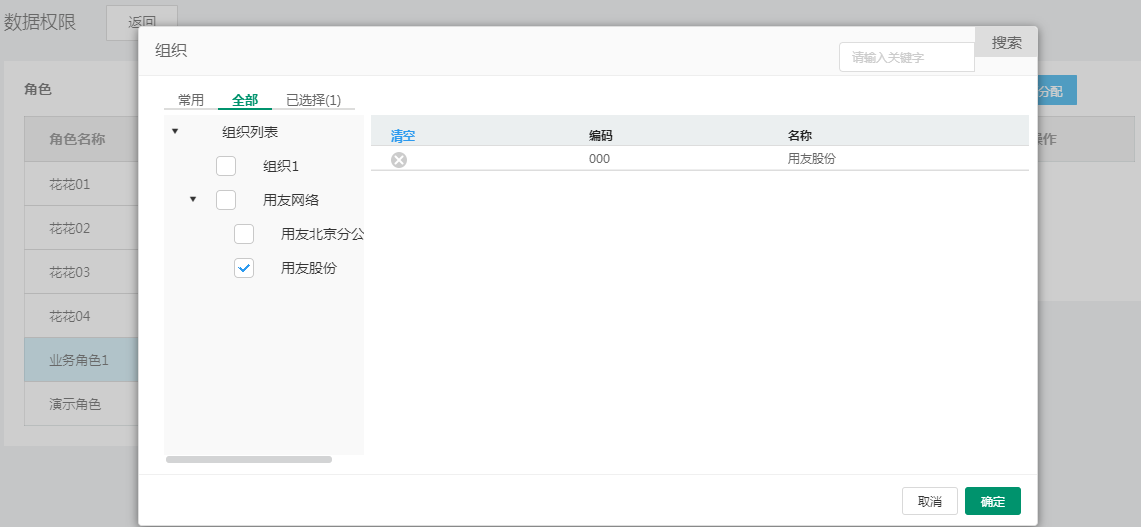 数据权限
返回
组织
请输入关键字
搜索
角色
分配
常用
全部
已选择(1)
角色名称
操作
组织列表
清空
编码
名称
000
用友股份
组织1
花花01
用友网络
花花02
用友北京分公
花花03
用友股份
花花04
业务角色1
演示角色
取消
确定